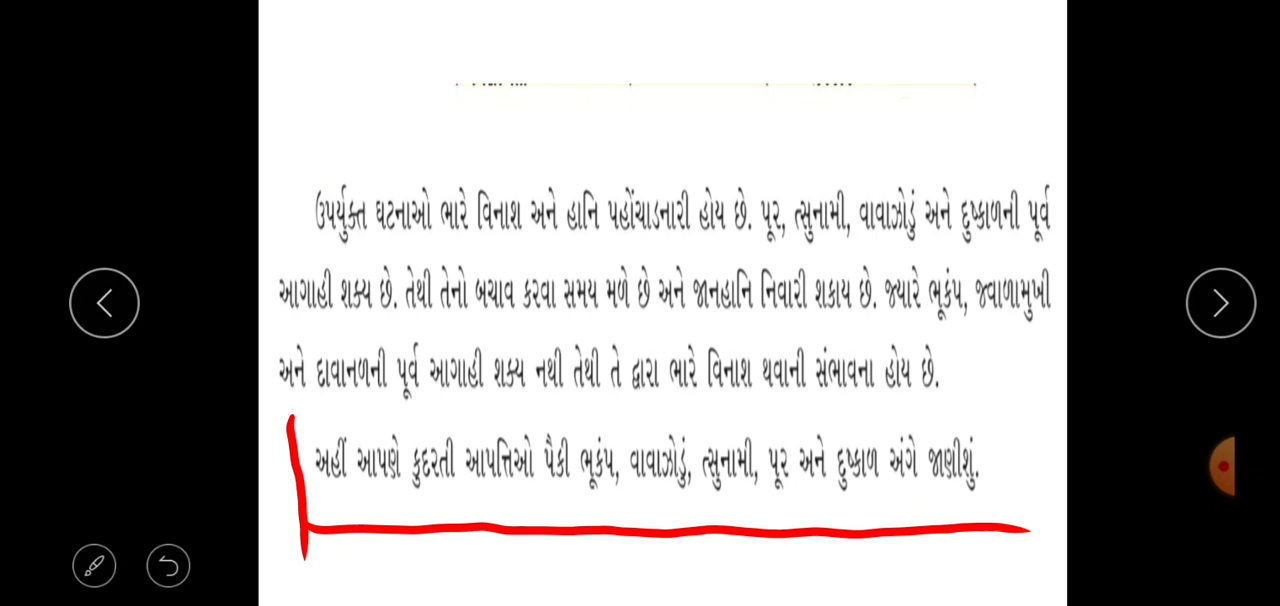 ઉપર્યુક્ત ઘટનાઓ ભારે વિનાશ અને હાનિ પહોંચાડનારી હોય છે. પૂર, ત્સુનામી, વાવાઝોડું અને દુષ્કાળની પૂર્વ
આગાહી શક્ય છે. તેથી તેનો બચાવ કરવા સમય મળે છે અને જાનહાનિ નિવારી શકાય છે. જ્યારે ભૂકંપ, જ્વાળામુખી
અને દાવાનળની પૂર્વ આગાહી શક્ય નથી તેથી તે દ્વારા ભારે વિનાશ થવાની સંભાવના હોય છે.
અહીં આપણે કુદરતી આપત્તિઓ પૈકી ભૂકંપ, વાવાઝોડું, ત્સુનામી, પૂર અને દુષ્કાળ અંગે જાણીશું.